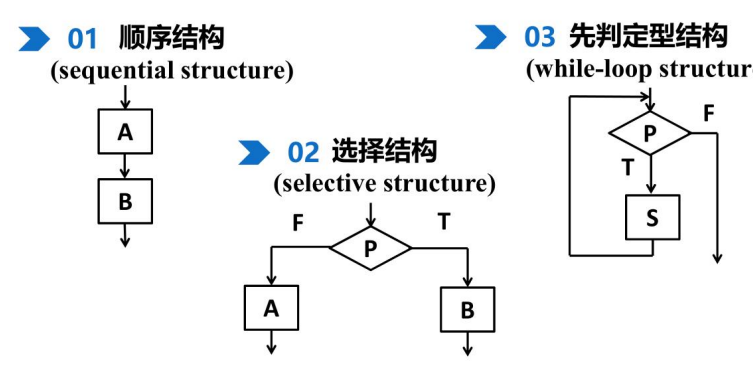 01 顺序结构
(sequential structure)
A
B
02 选择结构
(selective structure)
F
T
P
A
B
03 先判定型结构
(while-loop structur
P
F
T
S